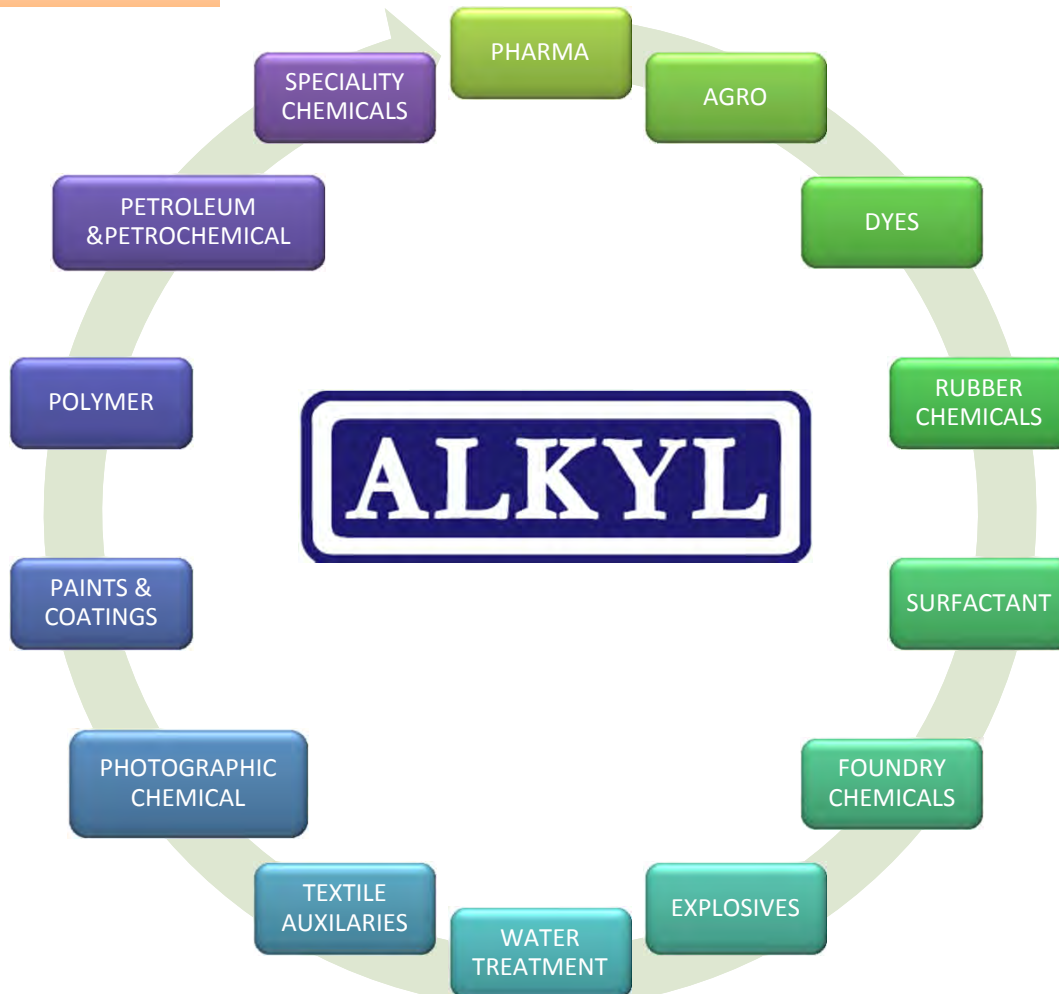 PHARMA
AGRO
DYES
RUBBER
CHEMICALS
SURFACTANT
FOUNDRY
CHEMICALS
EXPLOSIVES
WATER
TREATMENT
TEXTILE
AUXILARIES
PHOTOGRAPHIC
CHEMICAL
PAINTS &
COATINGS
POLYMER
PETROLEUM
&PETROCHEMICAL
SPECIALITY
CHEMICALS
ALKYL